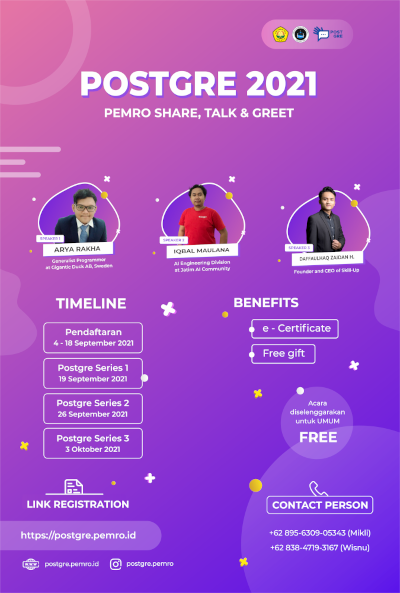 POST
GRE
POSTGRE 2021
PEMRO SHARE, TALK & GREET
SPEAKER 1
ARYA RAKHA
Generalist Programmer
at Gigantic Duck AB, Sweden
SPEAKER 2
IQBAL MAULANA
AI Engineering Division
at Jatim AI Community
SPEAKER 3
DAIYALLHAQ ZAIDAN H.
Founder and CEO of Skill-Up
TIMELINE
Pendaftaran
4 - 18 September 2021
Postgre Series 1
19 September 2021
Postgre Series 2
26 September 2021
Postgre Series 3
3 Oktober 2021
BENEFITS
e - Certificate
Free gift
Acara
diselenggarakan
untuk UMUM
FREE
LINK REGISTRATION
https://postgre.pemro.id
postgre.pemro.id
postgre.pemro
CONTACT PERSON
+62 895-6309-05343 (Mikli)
+62 838-4719-3167 (Wisnu)